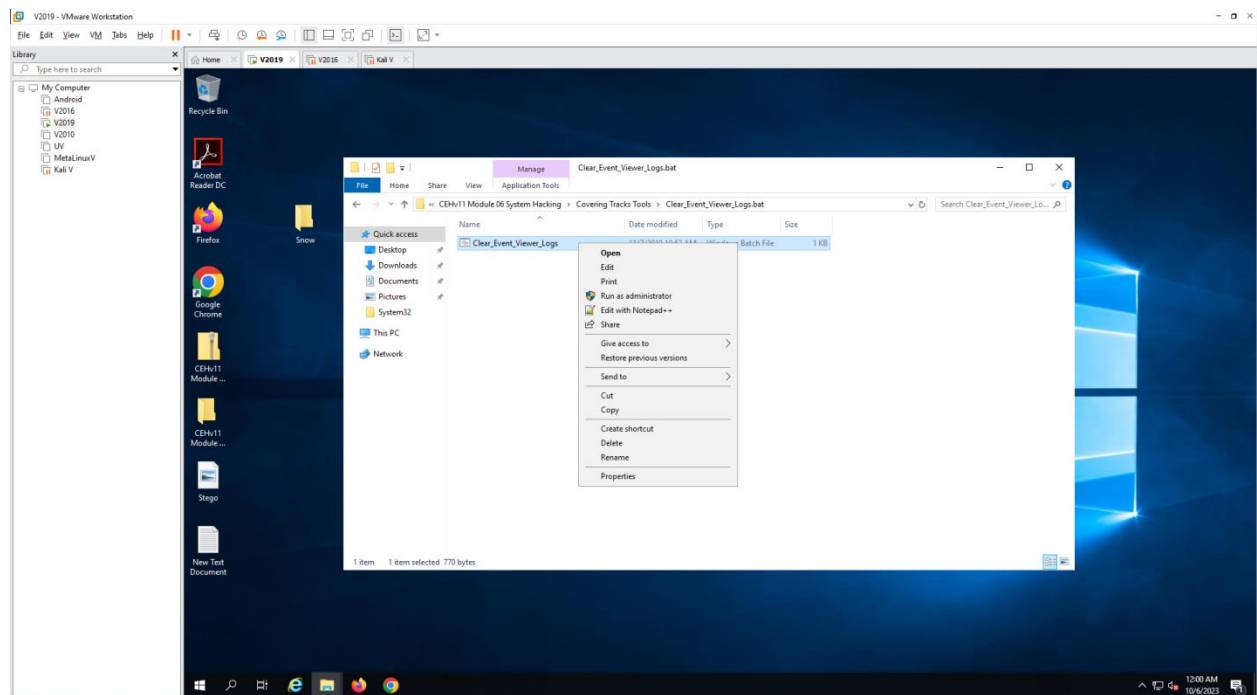 V2019 - VMware Workstation
File Edit View VM Tabs Help
Library
Type here to search
My Computer
Android
V2016
V2019
V2010
UV
MetaLinuxV
Kali V
Home V2019 V2016 Kali V
Recycle Bin
Acrobat
Reader DC
Firefox
Snow
Google
Chrome
CEHv11
Module ...
CEHv11
Module ...
Stego
New Text
Document
Manage Clear_Event_Viewer_Logs.bat
File Home Share View Application Tools
« CEHv11 Module 06 System Hacking › Covering Tracks Tools › Clear_Event_Viewer_Logs.bat
Search Clear_Event_Viewer_Lo...
Quick access
Desktop
Downloads
Documents
Pictures
System32
This PC
Network
Name Date modified Type Size
Clear_Event_Viewer_Logs Batch File 1 KB
Open
Edit
Print
Run as administrator
Edit with Notepad++
Share
Give access to
Restore previous versions
Send to
Cut
Copy
Create shortcut
Delete
Rename
Properties
1 item 1 item selected 770 bytes
12:00 AM
10/6/2023